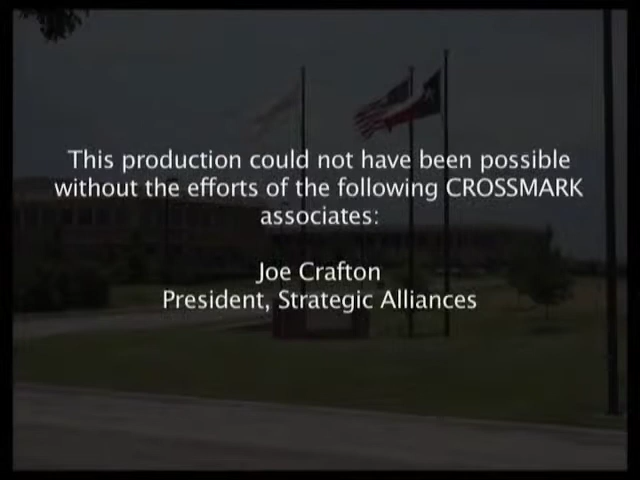 This production could not have been possible
without the efforts of the following CROSSMARK
associates:
Joe Crafton
President, Strategic Alliances